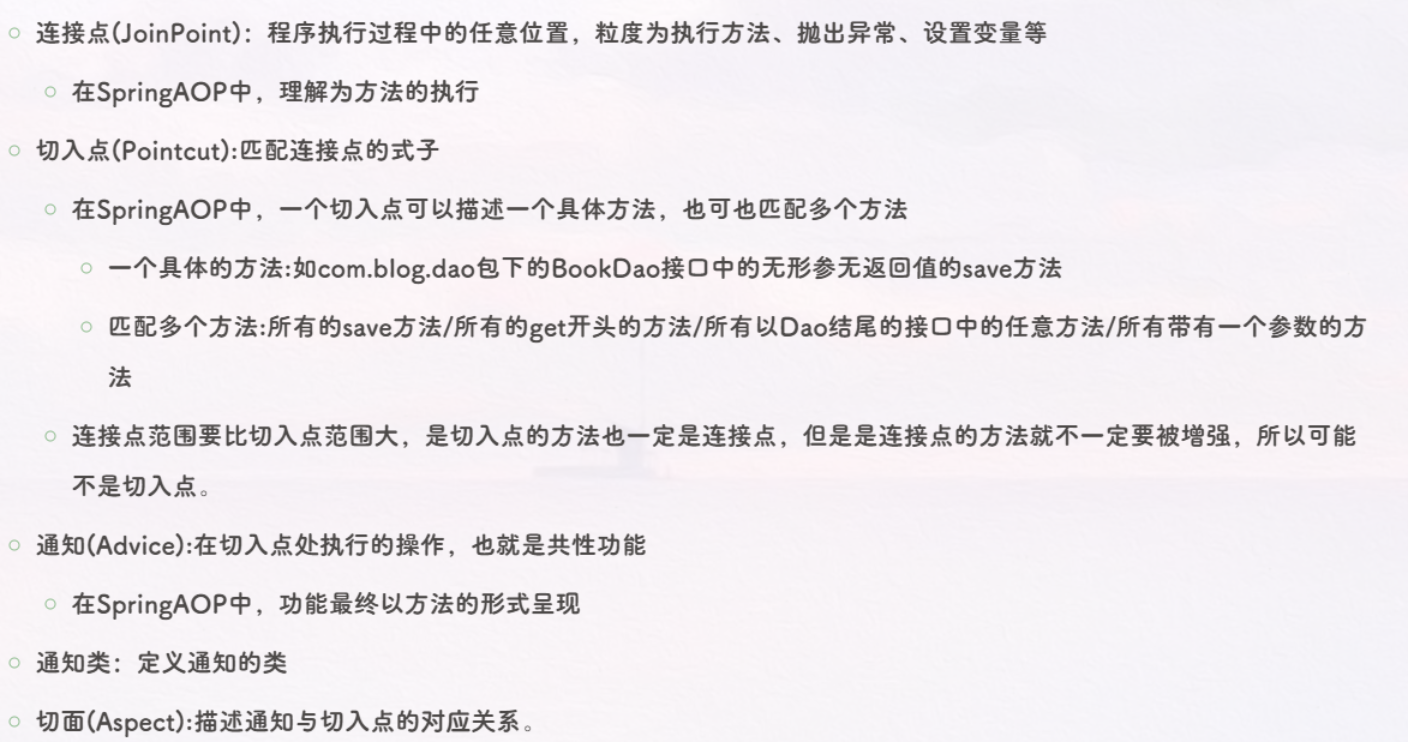 连接点(JoinPoint)：程序执行过程中的任意位置，粒度为执行方法、抛出异常、设置变量等
在SpringAOP中，理解为方法的执行
切入点(Pointcut):匹配连接点的式子
在SpringAOP中，一个切入点可以描述一个具体方法，也可也匹配多个方法
一个具体的方法:如com.blog.dao包下的BookDao接口中的无形参无返回值的save方法
匹配多个方法:所有的save方法/所有的get开头的方法/所有以Dao结尾的接口中的任意方法/所有带有一个参数的方
法
连接点范围要比切入点范围大，是切入点的方法也一定是连接点，但是是连接点的方法就不一定要被增强，所以可能
不是切入点。
通知(Advice):在切入点处执行的操作，也就是共性功能
在SpringAOP中，功能最终以方法的形式呈现
通知类：定义通知的类
切面(Aspect):描述通知与切入点的对应关系。